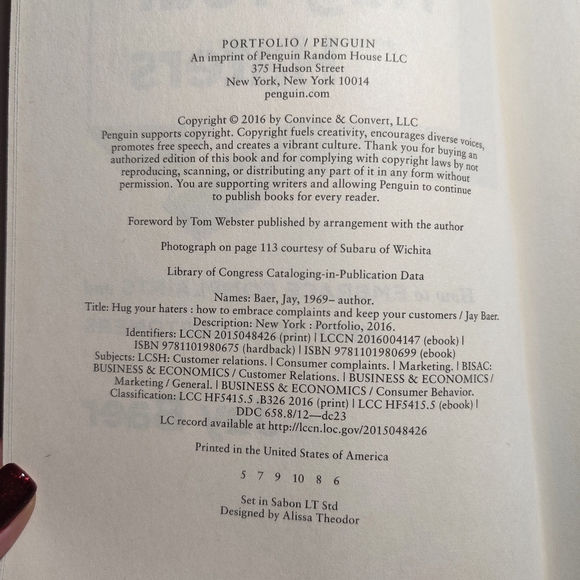 PORTFOLIO / PENGUIN
An imprint of Penguin Random House LLC
375 Hudson Street
New York, New York 10014
penguin.com
Copyright © 2016 by Convince & Convert, LLC
Penguin supports copyright. Copyright fuels creativity, encourages diverse voices,
promotes free speech, and creates a vibrant culture. Thank you for buying an
authorized edition of this book and for complying with copyright laws by not
reproducing, scanning, or distributing any part of it in any form without
permission. You are supporting writers and allowing Penguin to continue
to publish books for every reader.
Foreword by Tom Webster published by arrangement with the author
Photograph on page 113 courtesy of Subaru of Wichita
Library of Congress Cataloging-in-Publication Data
Names: Baer, Jay, 1969– author.
Title: Hug your haters : how to embrace complaints and keep your customers / Jay Baer.
Description: New York : Portfolio, 2016.
Identifiers: LCCN 2015048426 (print) | LCCN 2016004147 (ebook) |
ISBN 9781101980675 (hardback) | ISBN 9781101980699 (ebook)
Subjects: LCSH: Customer relations. | Consumer complaints. | Marketing. | BISAC:
BUSINESS & ECONOMICS / Customer Relations. | BUSINESS & ECONOMICS /
Marketing / General. | BUSINESS & ECONOMICS / Consumer Behavior.
Classification: LCC HF5415.5 .B326 2016 (print) | LCC HF5415.5 (ebook) |
DDC 658.8/12—dc23
LC record available at http://lccn.loc.gov/2015048426
Printed in the United States of America
5 7 9 10 8 6
Set in Sabon LT Std
Designed by Alissa Theodor